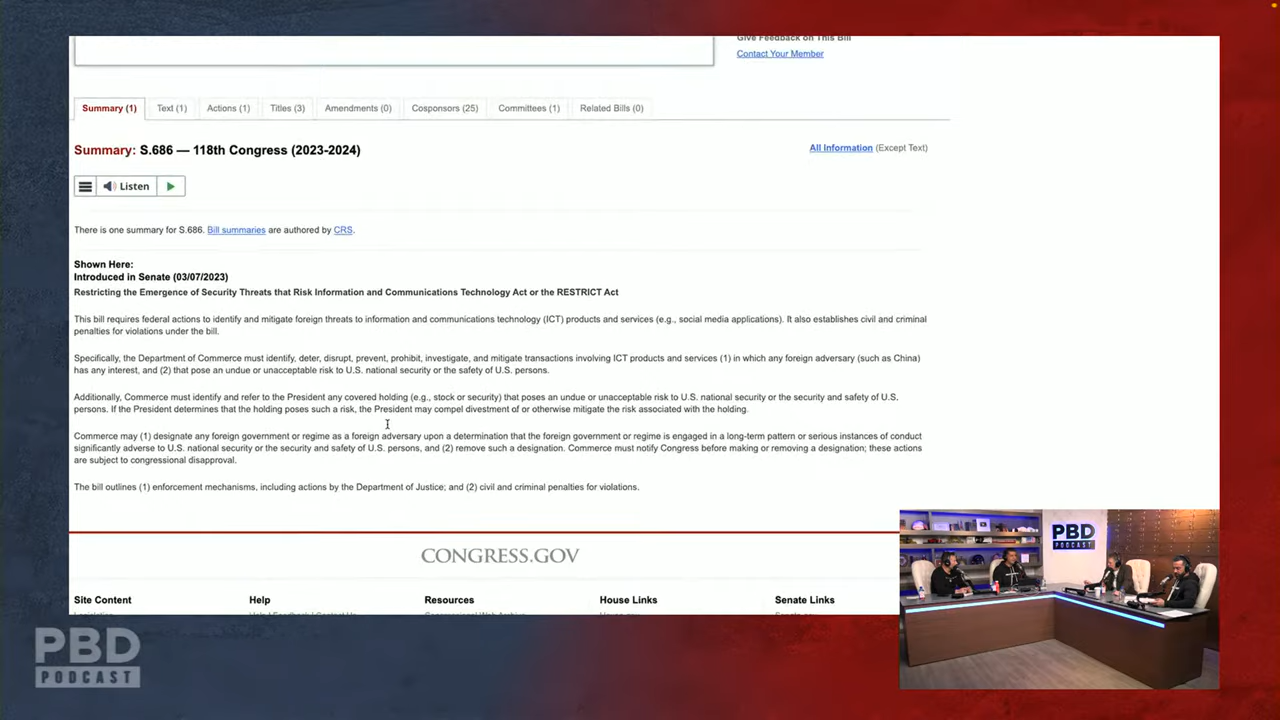 Give Feedback on This Bill
Contact Your Member
Summary (1) Text (1) Actions (1) Titles (3) Amendments (0) Cosponsors (25) Committees (1) Related Bills (0)
Summary: S.686 — 118th Congress (2023-2024)
All Information (Except Text)
Listen
There is one summary for S.686. Bill summaries are authored by CRS.
Shown Here:
Introduced in Senate (03/07/2023)
Restricting the Emergence of Security Threats that Risk Information and Communications Technology Act or the RESTRICT Act
This bill requires federal actions to identify and mitigate foreign threats to information and communications technology (ICT) products and services (e.g., social media applications). It also establishes civil and criminal
penalties for violations under the bill.
Specifically, the Department of Commerce must identify, deter, disrupt, prevent, prohibit, investigate, and mitigate transactions involving ICT products and services (1) in which any foreign adversary (such as China)
has any interest, and (2) that pose an undue or unacceptable risk to U.S. national security or the safety of U.S. persons.
Additionally, Commerce must identify and refer to the President any covered holding (e.g., stock or security) that poses an undue or unacceptable risk to U.S. national security or the security and safety of U.S.
persons. If the President determines that the holding poses such a risk, the President may compel divestment of or otherwise mitigate the risk associated with the holding.
Commerce may (1) designate any foreign government or regime as a foreign adversary upon a determination that the foreign government or regime is engaged in a long-term pattern or serious instances of conduct
significantly adverse to U.S. national security or the security and safety of U.S. persons, and (2) remove such a designation. Commerce must notify Congress before making or removing a designation; these actions
are subject to congressional disapproval.
The bill outlines (1) enforcement mechanisms, including actions by the Department of Justice; and (2) civil and criminal penalties for violations.
CONGRESS.GOV
Site Content Help Resources House Links Senate Links
PBD
PODCAST
PBD
PODCAST